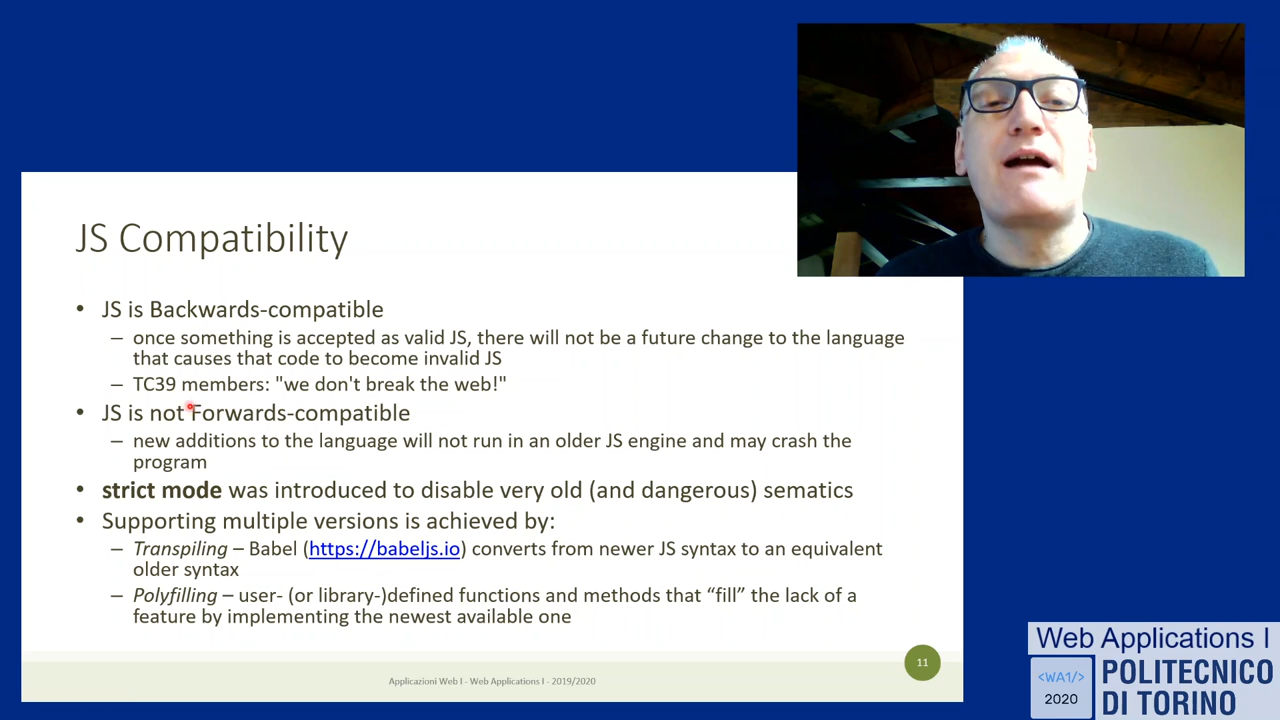 JS Compatibility
• JS is Backwards-compatible
– once something is accepted as valid JS, there will not be a future change to the language
that causes that code to become invalid JS
– TC39 members: "we don't break the web!"
• JS is not Forwards-compatible
– new additions to the language will not run in an older JS engine and may crash the
program
• strict mode was introduced to disable very old (and dangerous) sematics
• Supporting multiple versions is achieved by:
– Transpiling – Babel (https://babeljs.io) converts from newer JS syntax to an equivalent
older syntax
– Polyfilling – user- (or library-)defined functions and methods that “fill” the lack of a
feature by implementing the newest available one
11
Applicazioni Web I - Web Applications I - 2019/2020
Web Applications I
<WA1/>
2020
POLITECNICO
DI TORINO